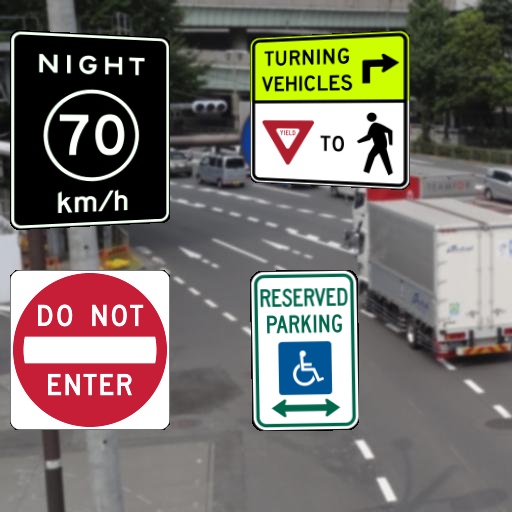 NIGHT
70
km/h
TURNING
VEHICLES
YIELD
TO
DO NOT
ENTER
RESERVED
PARKING